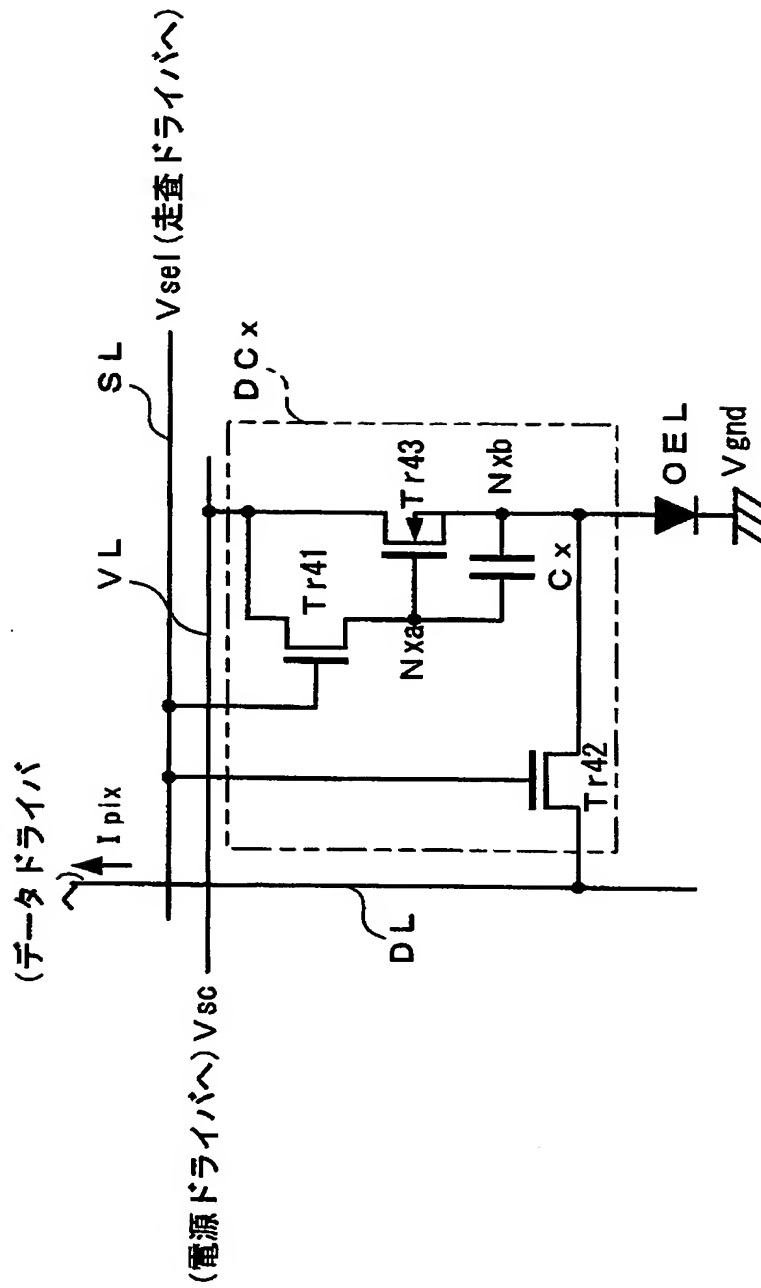 (データドライバへ)
Ipix
SL
Vsel(走査ドライバへ)
VL
(電源ドライバへ)Vsc
DCx
Tr41
Tr43
Nxa
Nxb
Cx
Tr42
DL
OEL
Vgnd